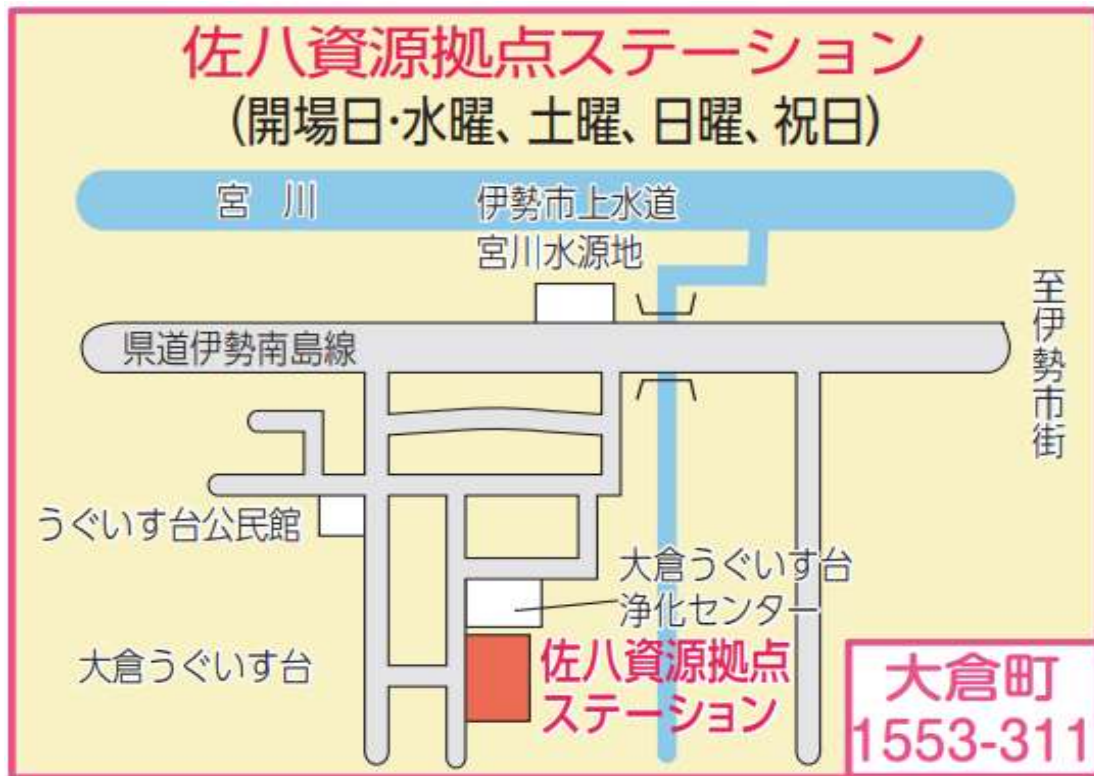 佐八資源拠点ステーション
(開場日・水曜、土曜、日曜、祝日)
宮 川
伊勢市上水道
宮川水源地
至伊勢市街
県道伊勢南島線
うぐいす台公民館
大倉うぐいす台
浄化センター
大倉うぐいす台
佐八資源拠点
ステーション
大倉町
1553-311